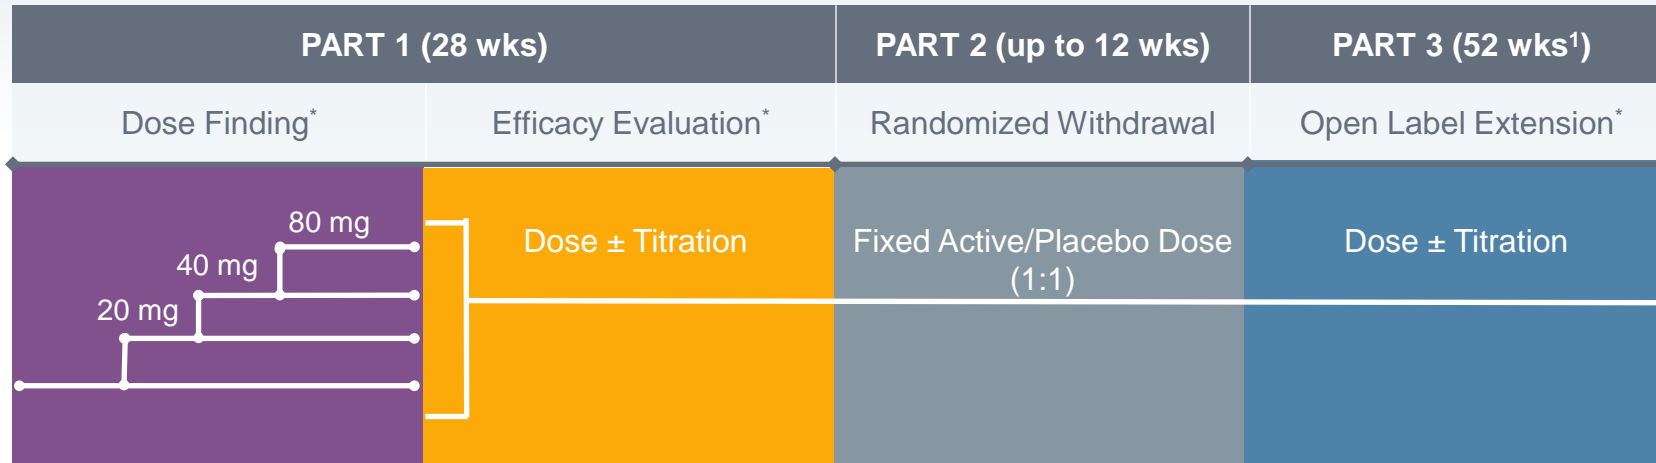 PART 1 (28 wks)
PART 2 (up to 12 wks)
PART 3 (52 wks¹)
Dose Finding*
Efficacy Evaluation*
Randomized Withdrawal
Open Label Extension*
80 mg
40 mg
20 mg
Dose ± Titration
Fixed Active/Placebo Dose
(1:1)
Dose ± Titration